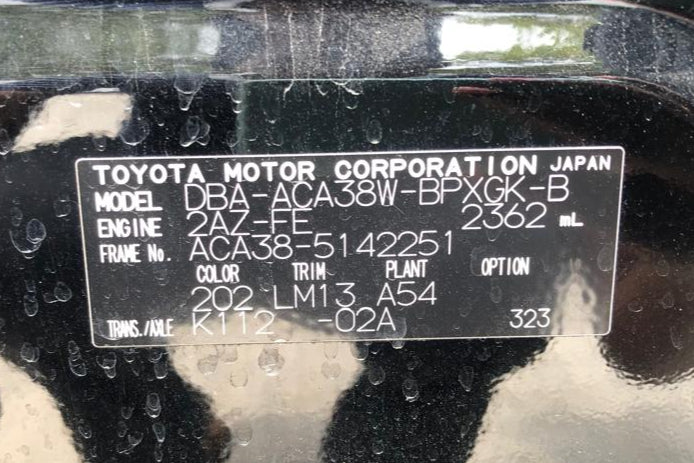 TOYOTA MOTOR CORPORATION JAPAN
MODEL DBA-ACA38W-BPXGK-B
ENGINE 2AZ-FE 2362 mL
FRAME No. ACA38-5142251
COLOR TRIM PLANT OPTION
202 LM13 A54
TRANS./AXLE K112 -02A 323